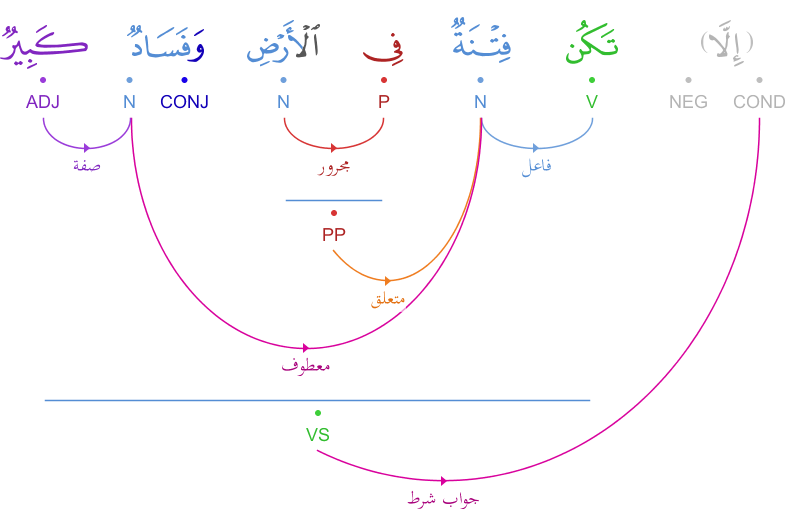 (إِلَّا) تَكُن فِتْنَةٌ فِى ٱلْأَرْضِ وَفَسَادٌ كَبِيرٌ
COND NEG V N P N CONJ N ADJ
فاعل مجرور صفة
PP
متعلق
معطوف
VS
جواب شرط